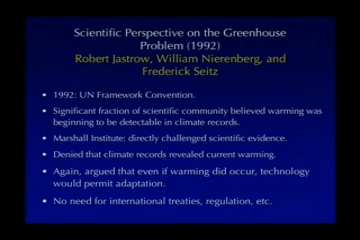 Scientific Perspective on the Greenhouse
Problem (1992)
Robert Jastrow, William Nierenberg, and
Frederick Seitz
• 1992: UN Framework Convention.
• Significant fraction of scientific community believed warming was
beginning to be detectable in climate records.
• Marshall Institute: directly challenged scientific evidence.
• Denied that climate records revealed current warming.
• Again, argued that even if warming did occur, technology
would permit adaptation.
• No need for international treaties, regulation, etc.